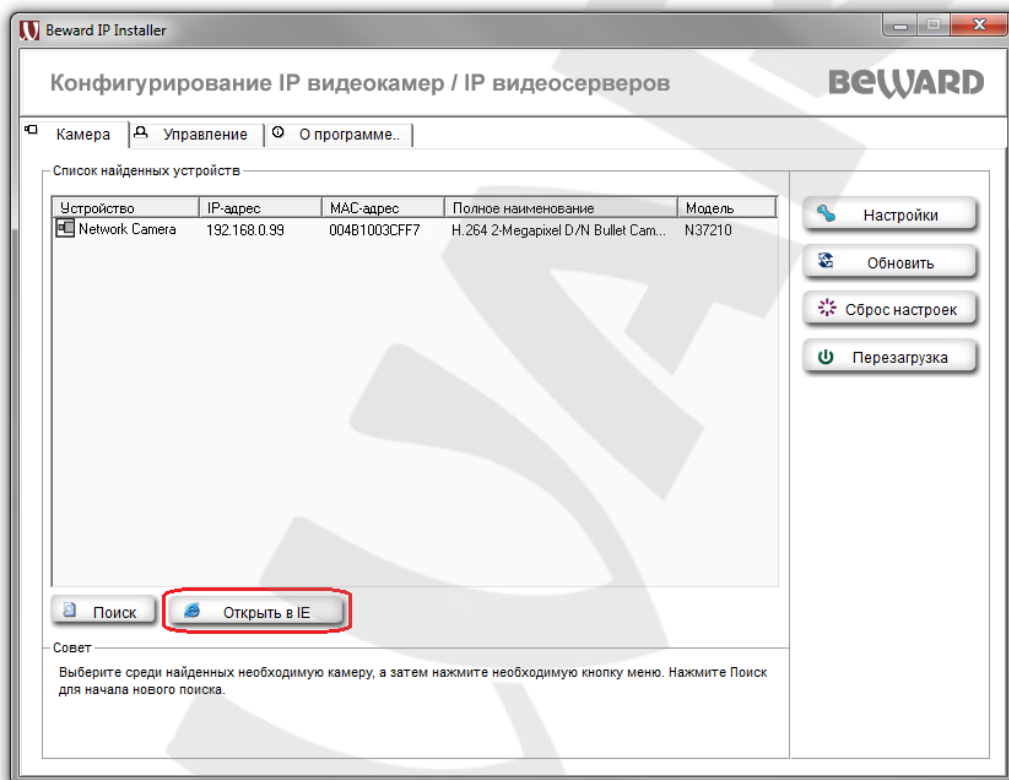 Beward IP Installer
Конфигурирование IP видеокамер / IP видеосерверов
BEWARD
Камера
Управление
О программе..
Список найденных устройств
Устройство IP-адрес MAC-адрес Полное наименование Модель
Network Camera 192.168.0.99 004B1003CFF7 H.264 2-Megapixel D/N Bullet Cam... N37210
Настройки
Обновить
Сброс настроек
Перезагрузка
Поиск
Открыть в IE
Совет
Выберите среди найденных необходимую камеру, а затем нажмите необходимую кнопку меню. Нажмите Поиск
для начала нового поиска.